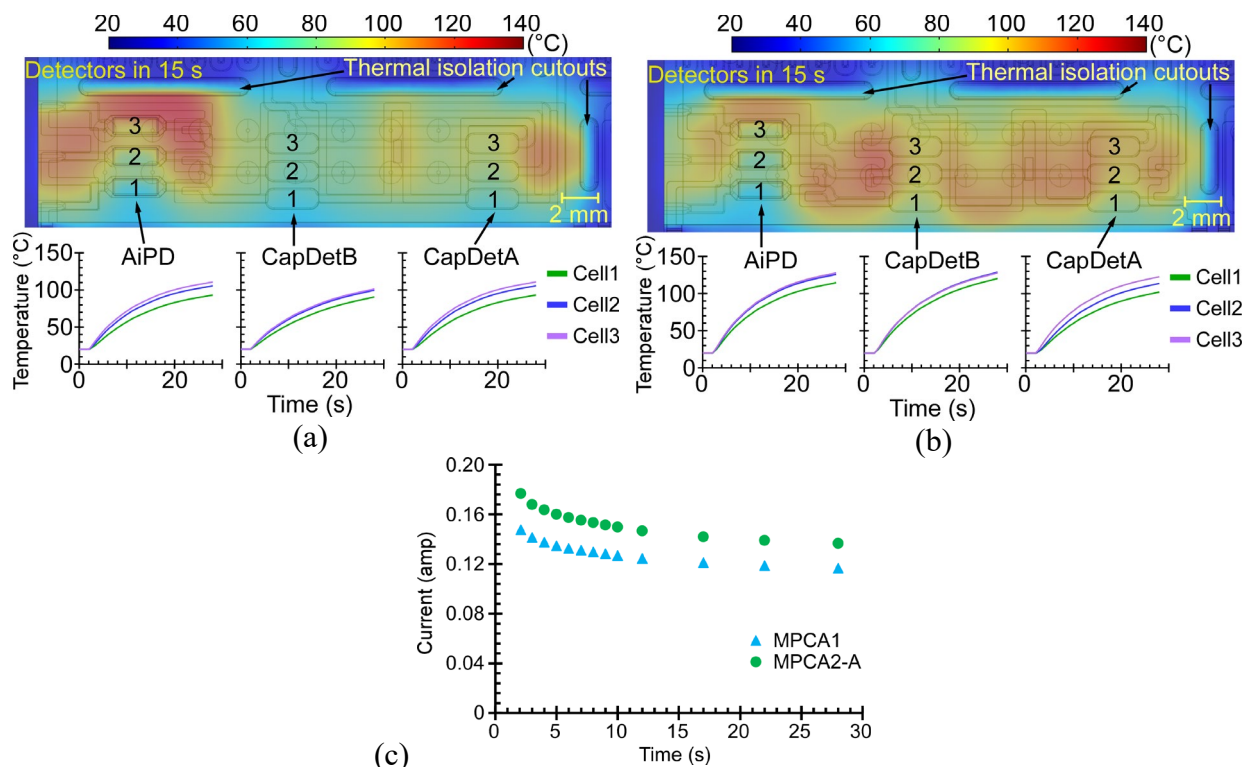 20 40 60 80 100 120 140 (°C)
Detectors in 15 s
Thermal isolation cutouts
3 3 3
2 2 2
1 1 1
2 mm
AiPD CapDetB CapDetA
Temperature (°C)
150
100
50
0
0 20 0 20 0 20
Time (s)
Cell1
Cell2
Cell3
(a)
20 40 60 80 100 120 140 (°C)
Detectors in 15 s
Thermal isolation cutouts
3 3 3
2 2 2
1 1 1
2 mm
AiPD CapDetB CapDetA
Temperature (°C)
150
100
50
0
0 20 0 20 0 20
Time (s)
Cell1
Cell2
Cell3
(b)
Current (amp)
0.20
0.16
0.12
0.08
0.04
0
0 5 10 15 20 25 30
Time (s)
MPCA1
MPCA2-A
(c)